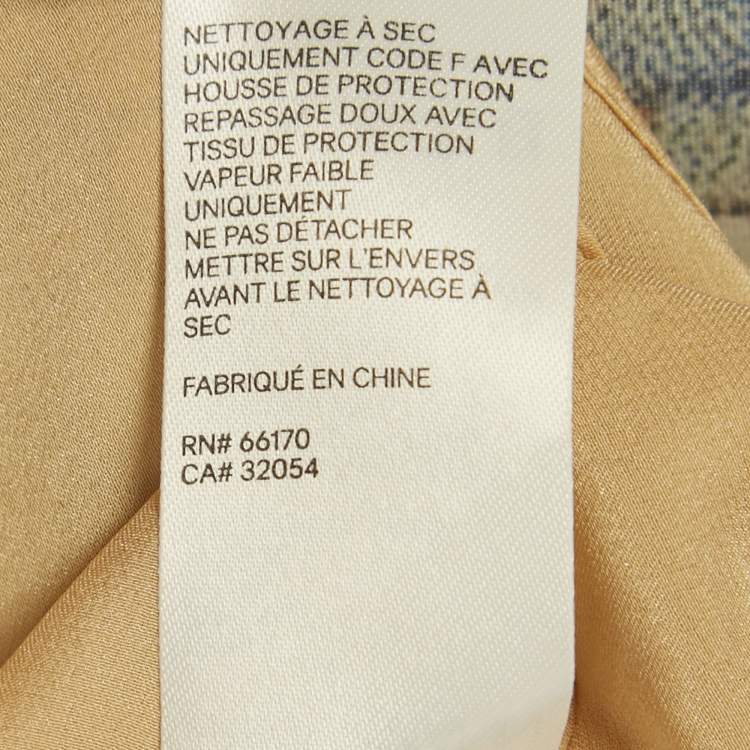 NETTOYAGE À SEC
UNIQUEMENT CODE F AVEC
HOUSSE DE PROTECTION
REPASSAGE DOUX AVEC
TISSU DE PROTECTION
VAPEUR FAIBLE
UNIQUEMENT
NE PAS DÉTACHER
METTRE SUR L'ENVERS
AVANT LE NETTOYAGE À
SEC
FABRIQUÉ EN CHINE
RN# 66170
CA# 32054